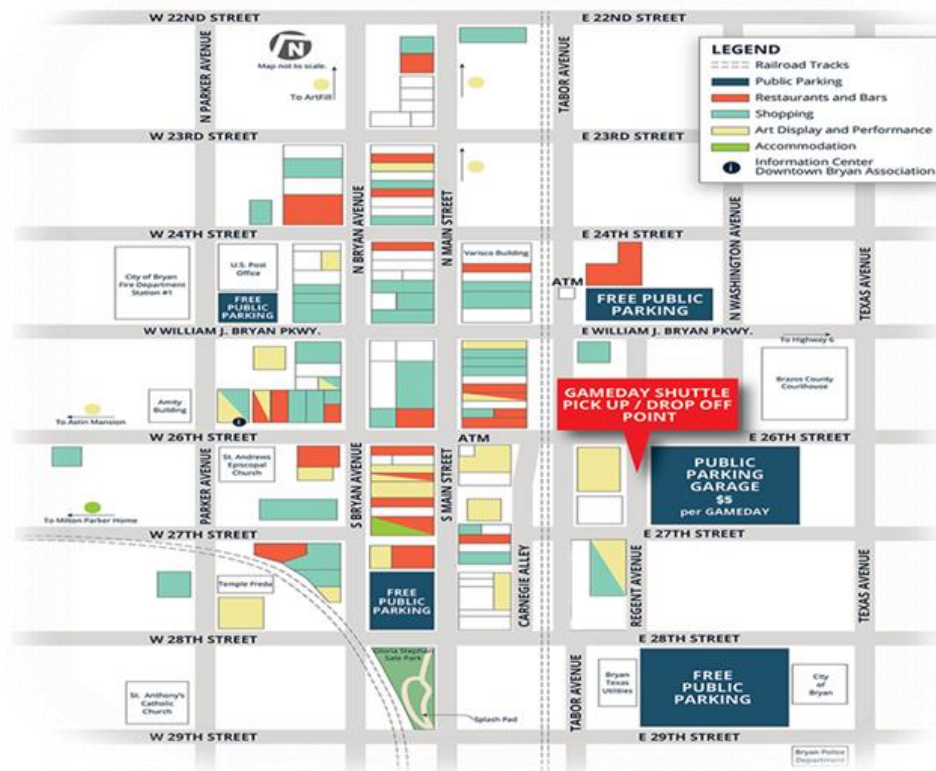 W 22ND STREET
E 22ND STREET
N
Map not to scale.
To ArtFill
N PARKER AVENUE
TABOR AVENUE
LEGEND
Railroad Tracks
Public Parking
Restaurants and Bars
Shopping
Art Display and Performance
Accommodation
i
Information Center
Downtown Bryan Association
W 23RD STREET
E 23RD STREET
N BRYAN AVENUE
N MAIN STREET
N WASHINGTON AVENUE
TEXAS AVENUE
W 24TH STREET
E 24TH STREET
City of Bryan
Fire Department
Station #1
U.S. Post
Office
FREE
PUBLIC
PARKING
Varisco Building
ATM
FREE PUBLIC
PARKING
W WILLIAM J. BRYAN PKWY.
E WILLIAM J. BRYAN PKWY.
To Highway 6
Brazos County
Courthouse
Amity
Building
To Astin Mansion
i
GAMEDAY SHUTTLE
PICK UP / DROP OFF
POINT
W 26TH STREET
ATM
E 26TH STREET
PARKER AVENUE
St. Andrews
Episcopal
Church
S BRYAN AVENUE
S MAIN STREET
PUBLIC
PARKING
GARAGE
$5
per GAMEDAY
To Milton Parker Home
W 27TH STREET
E 27TH STREET
Temple Freda
FREE
PUBLIC
PARKING
CARNEGIE ALLEY
REGENT AVENUE
TEXAS AVENUE
W 28TH STREET
E 28TH STREET
Gloria Stephan
Sale Park
St. Anthony's
Catholic
Church
Splash Pad
TABOR AVENUE
Bryan
Texas
Utilities
FREE
PUBLIC
PARKING
City
of
Bryan
W 29TH STREET
E 29TH STREET
Bryan Police
Department